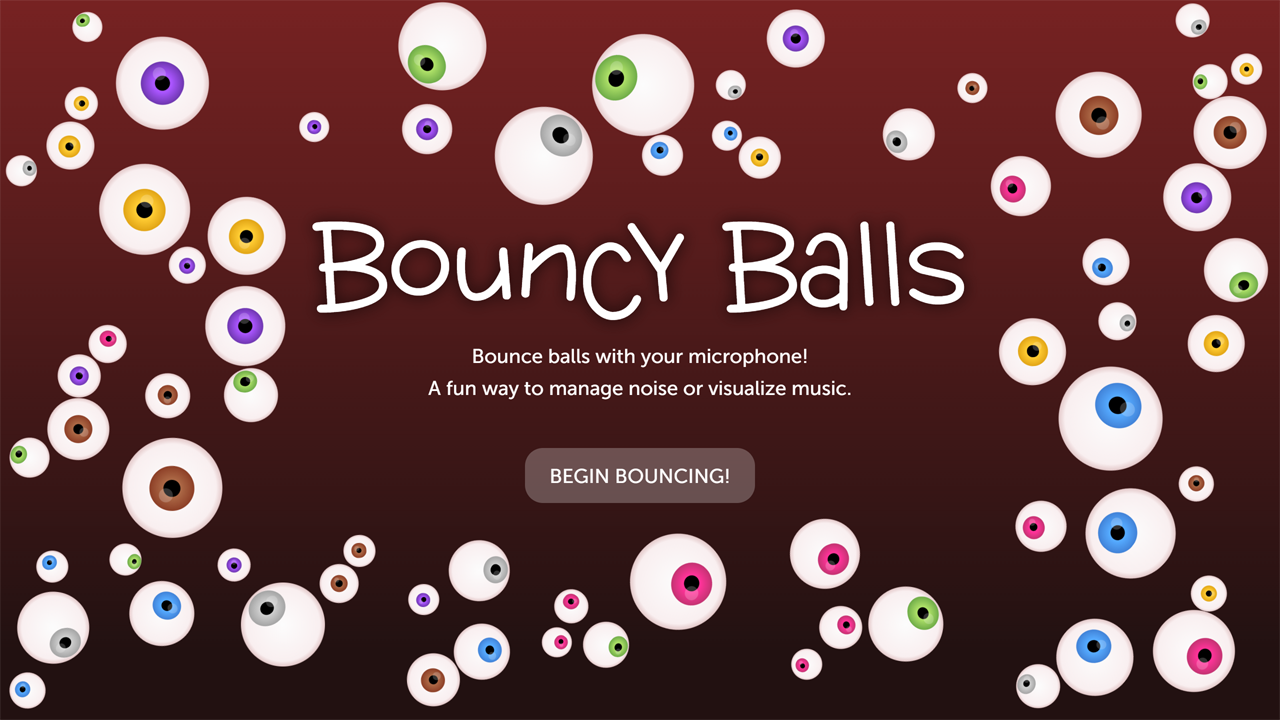 Bouncy Balls
Bounce balls with your microphone!
A fun way to manage noise or visualize music.
BEGIN BOUNCING!